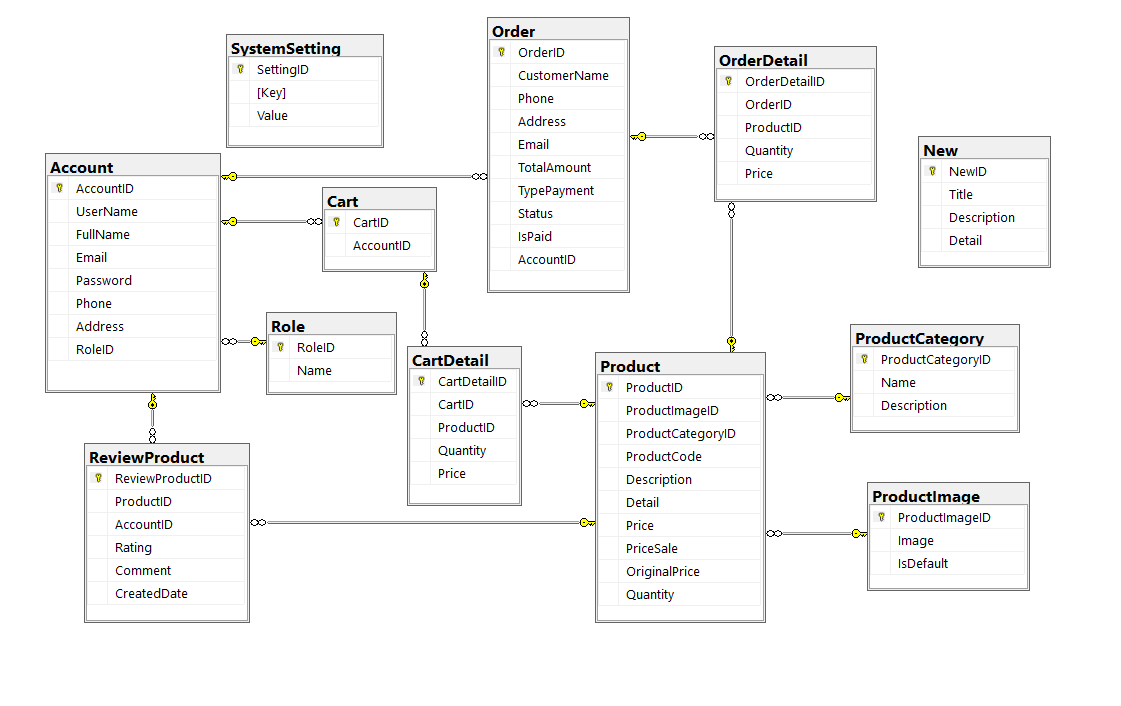 SystemSetting
SettingID
[Key]
Value
Order
OrderID
CustomerName
Phone
Address
Email
TotalAmount
TypePayment
Status
IsPaid
AccountID
OrderDetail
OrderDetailID
OrderID
ProductID
Quantity
Price
New
NewID
Title
Description
Detail
Account
AccountID
UserName
FullName
Email
Password
Phone
Address
RoleID
Cart
CartID
AccountID
Role
RoleID
Name
CartDetail
CartDetailID
CartID
ProductID
Quantity
Price
Product
ProductID
ProductImageID
ProductCategoryID
ProductCode
Description
Detail
Price
PriceSale
OriginalPrice
Quantity
ProductCategory
ProductCategoryID
Name
Description
ReviewProduct
ReviewProductID
ProductID
AccountID
Rating
Comment
CreatedDate
ProductImage
ProductImageID
Image
IsDefault